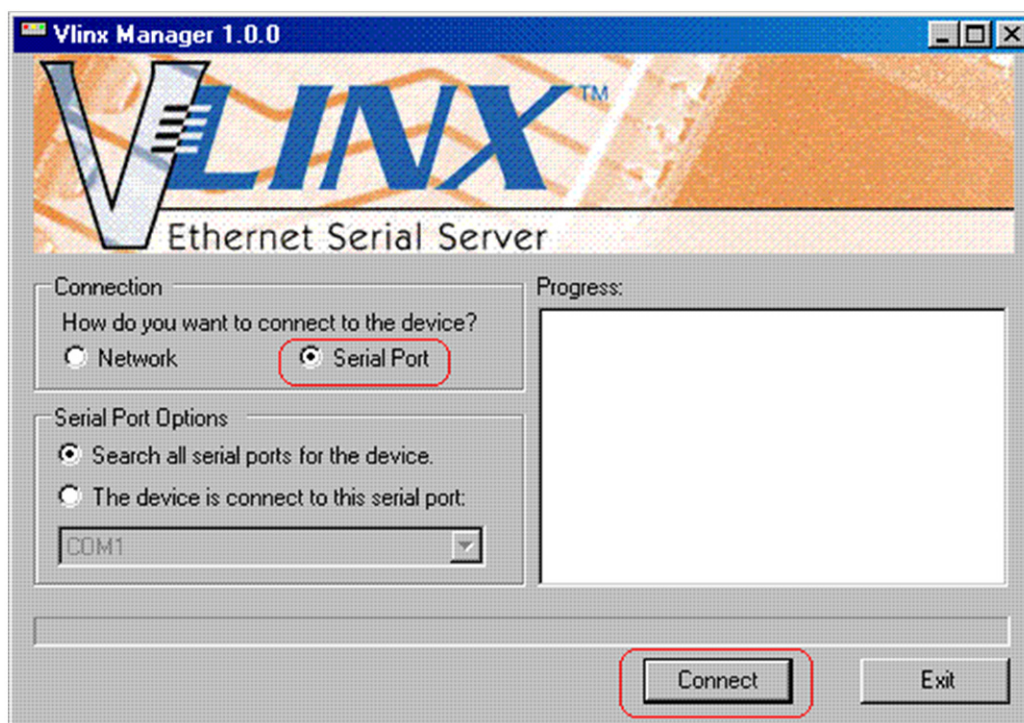 Vlinx Manager 1.0.0
VLINX™
Ethernet Serial Server
Connection
How do you want to connect to the device?
Network
Serial Port
Serial Port Options
Search all serial ports for the device.
The device is connect to this serial port:
COM1
Progress:
Connect
Exit